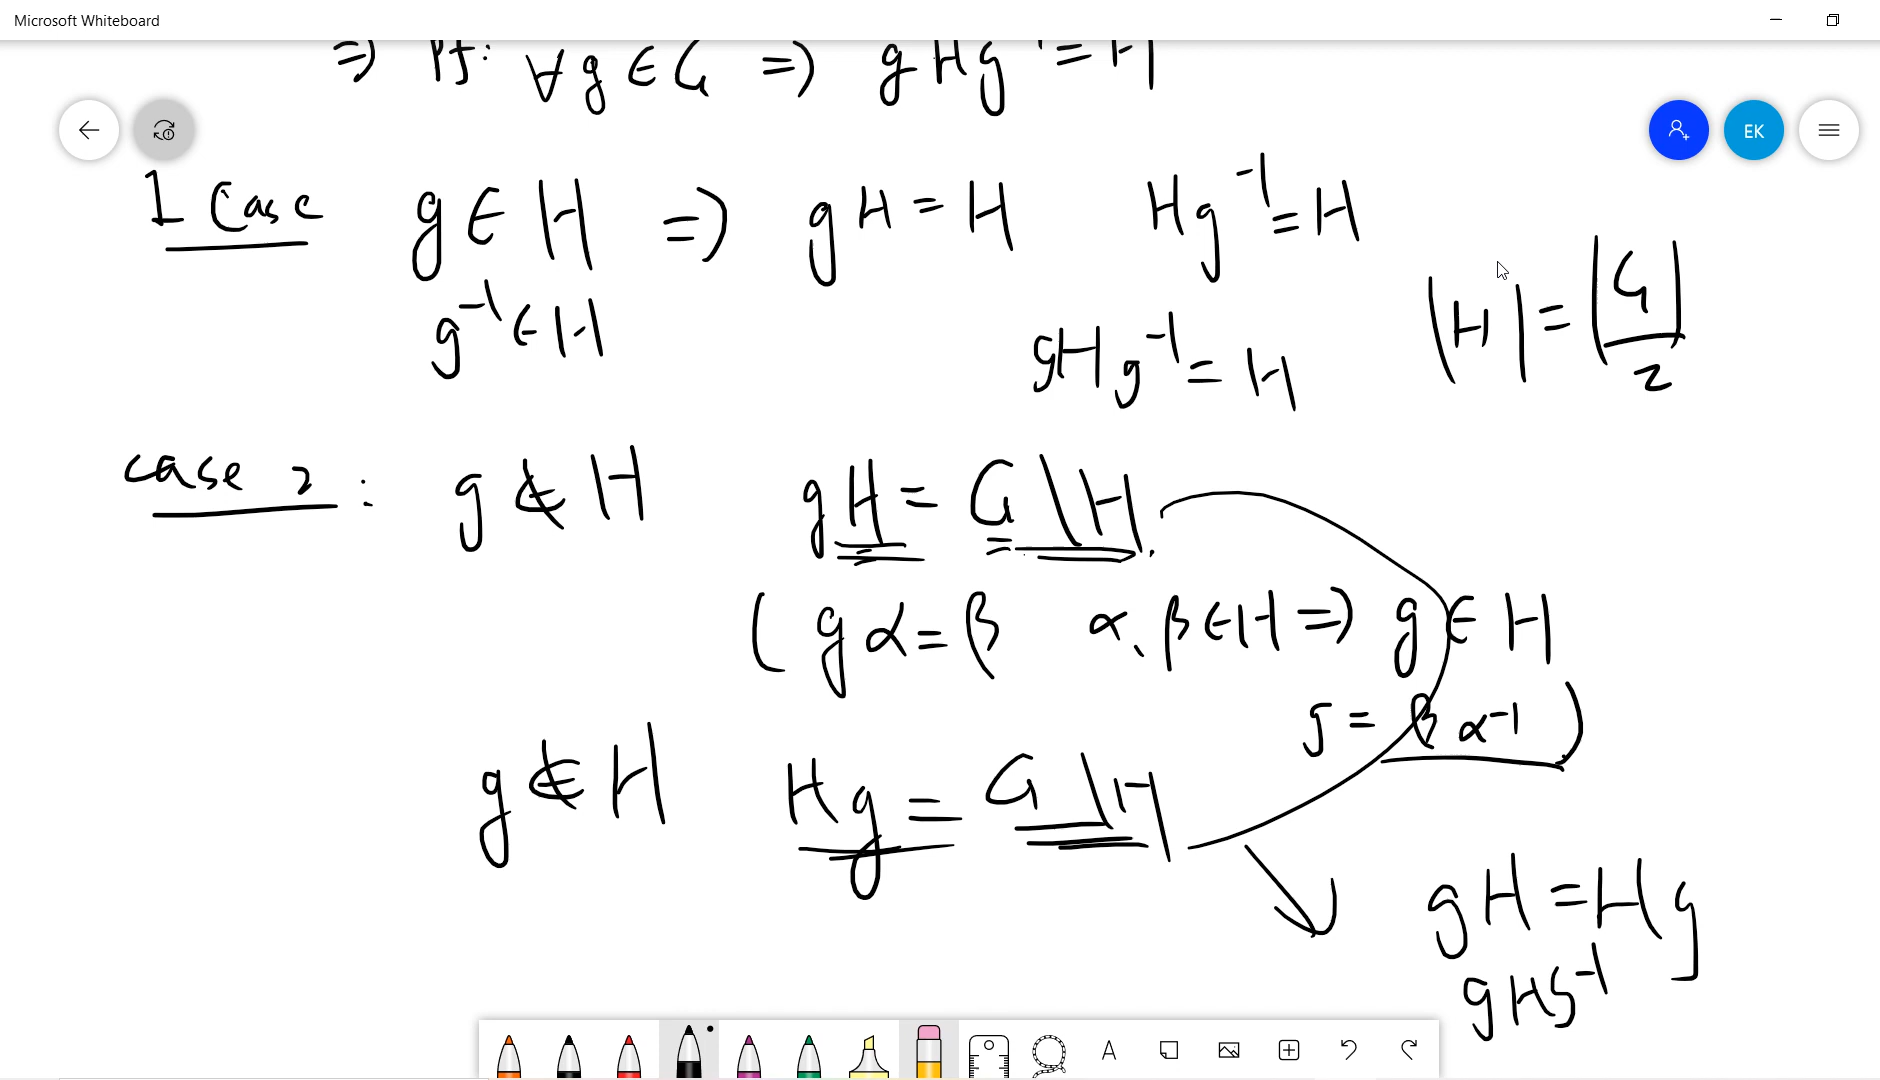 Microsoft Whiteboard
⇒ Pf: ∀g ∈ G ⇒ gHg⁻¹ = H
EK
1 Case g ∈ H ⇒ gH = H Hg⁻¹ = H
g⁻¹ ∈ H
gHg⁻¹ = H
|H| = |G|/2
case 2 : g ∉ H gH = G \ H.
( gα = β α, β ∈ H ⇒ g ∈ H
g = βα⁻¹ )
g ∉ H Hg = G \ H
gH = Hg
gHg⁻¹
A